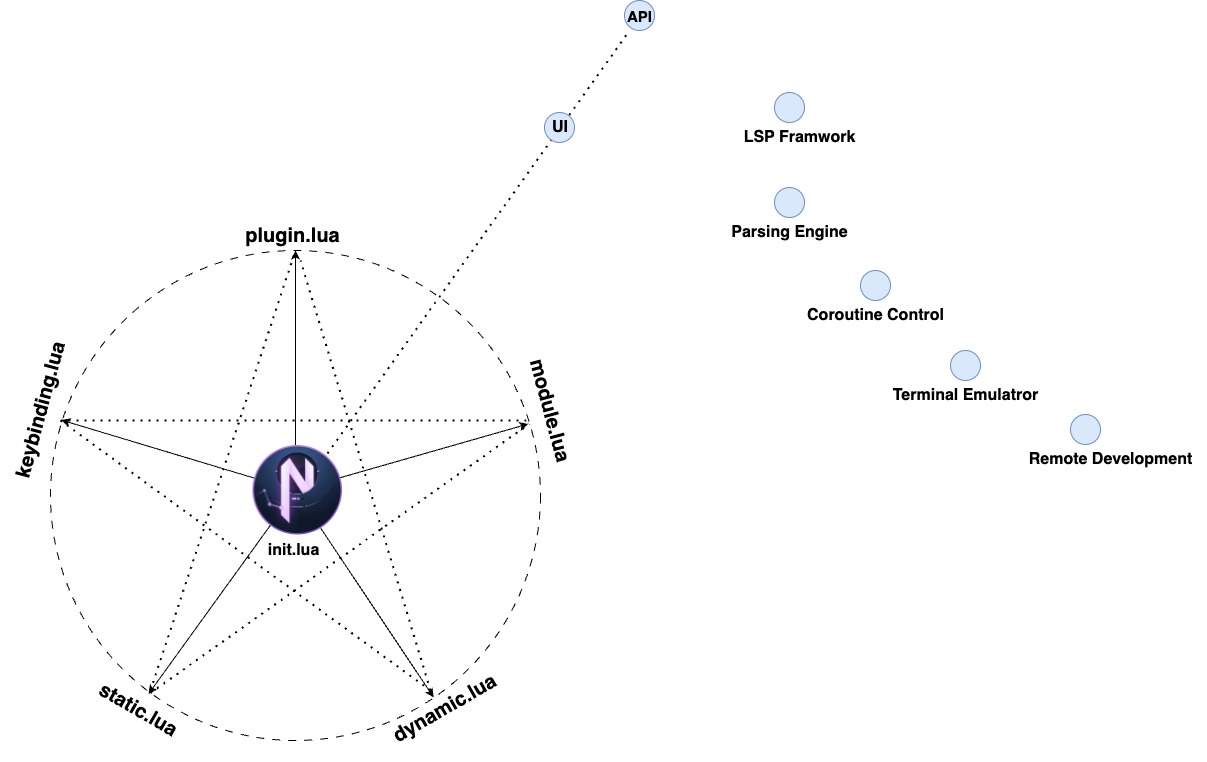 API
UI
LSP Framwork
Parsing Engine
plugin.lua
Coroutine Control
keybinding.lua
module.lua
Terminal Emulatror
Remote Development
init.lua
static.lua
dynamic.lua